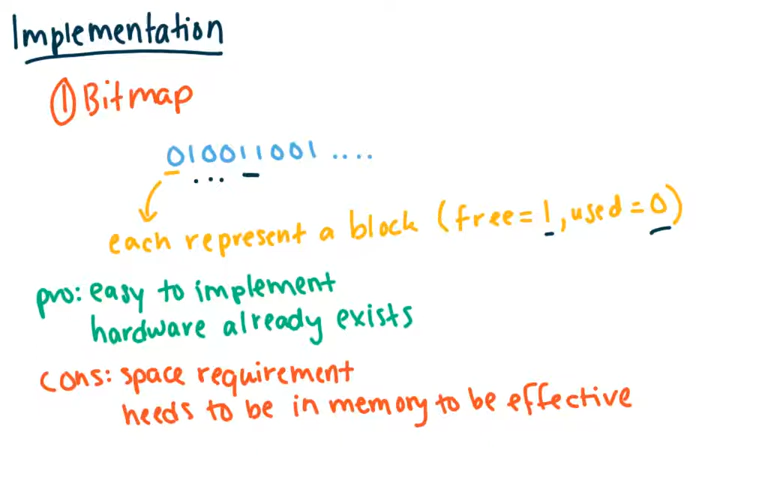 Implementation
① Bitmap
010011001 ....
each represent a block (free = 1, used = 0)
pro: easy to implement
hardware already exists
cons: space requirement
needs to be in memory to be effective